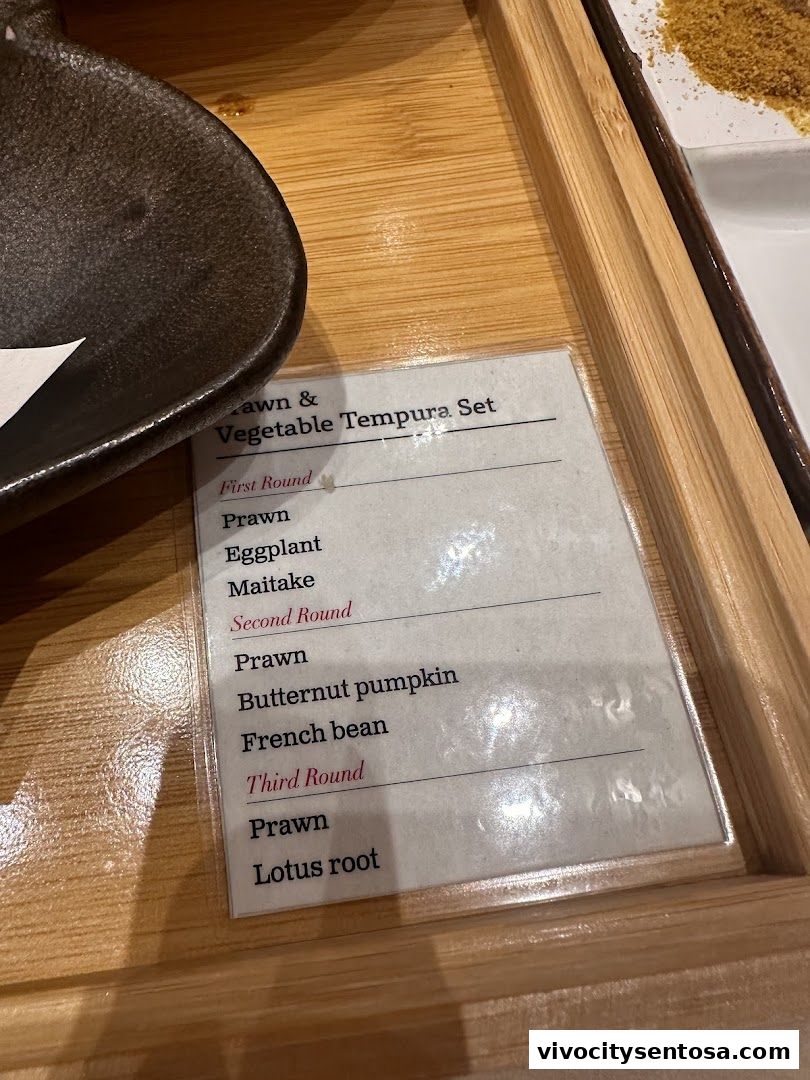 Prawn &
Vegetable Tempura Set
First Round
Prawn
Eggplant
Maitake
Second Round
Prawn
Butternut pumpkin
French bean
Third Round
Prawn
Lotus root
vivocitysentosa.com